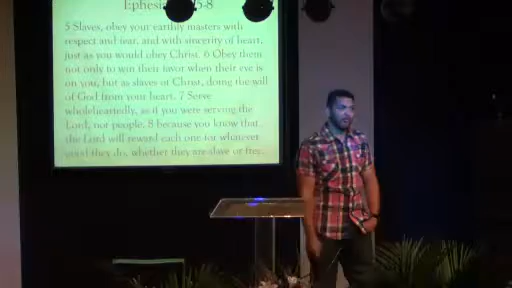 Ephesi 5-8
5 Slaves, obey your earthly masters with
respect and fear, and with sincerity of heart,
just as you would obey Christ. 6 Obey them
not only to win their favor when their eye is
on you, but as slaves of Christ, doing the will
of God from your heart. 7 Serve
wholeheartedly, as if you were serving the
Lord, not people, 8 because you know that
the Lord will reward each one for whatever
good they do, whether they are slave or free.